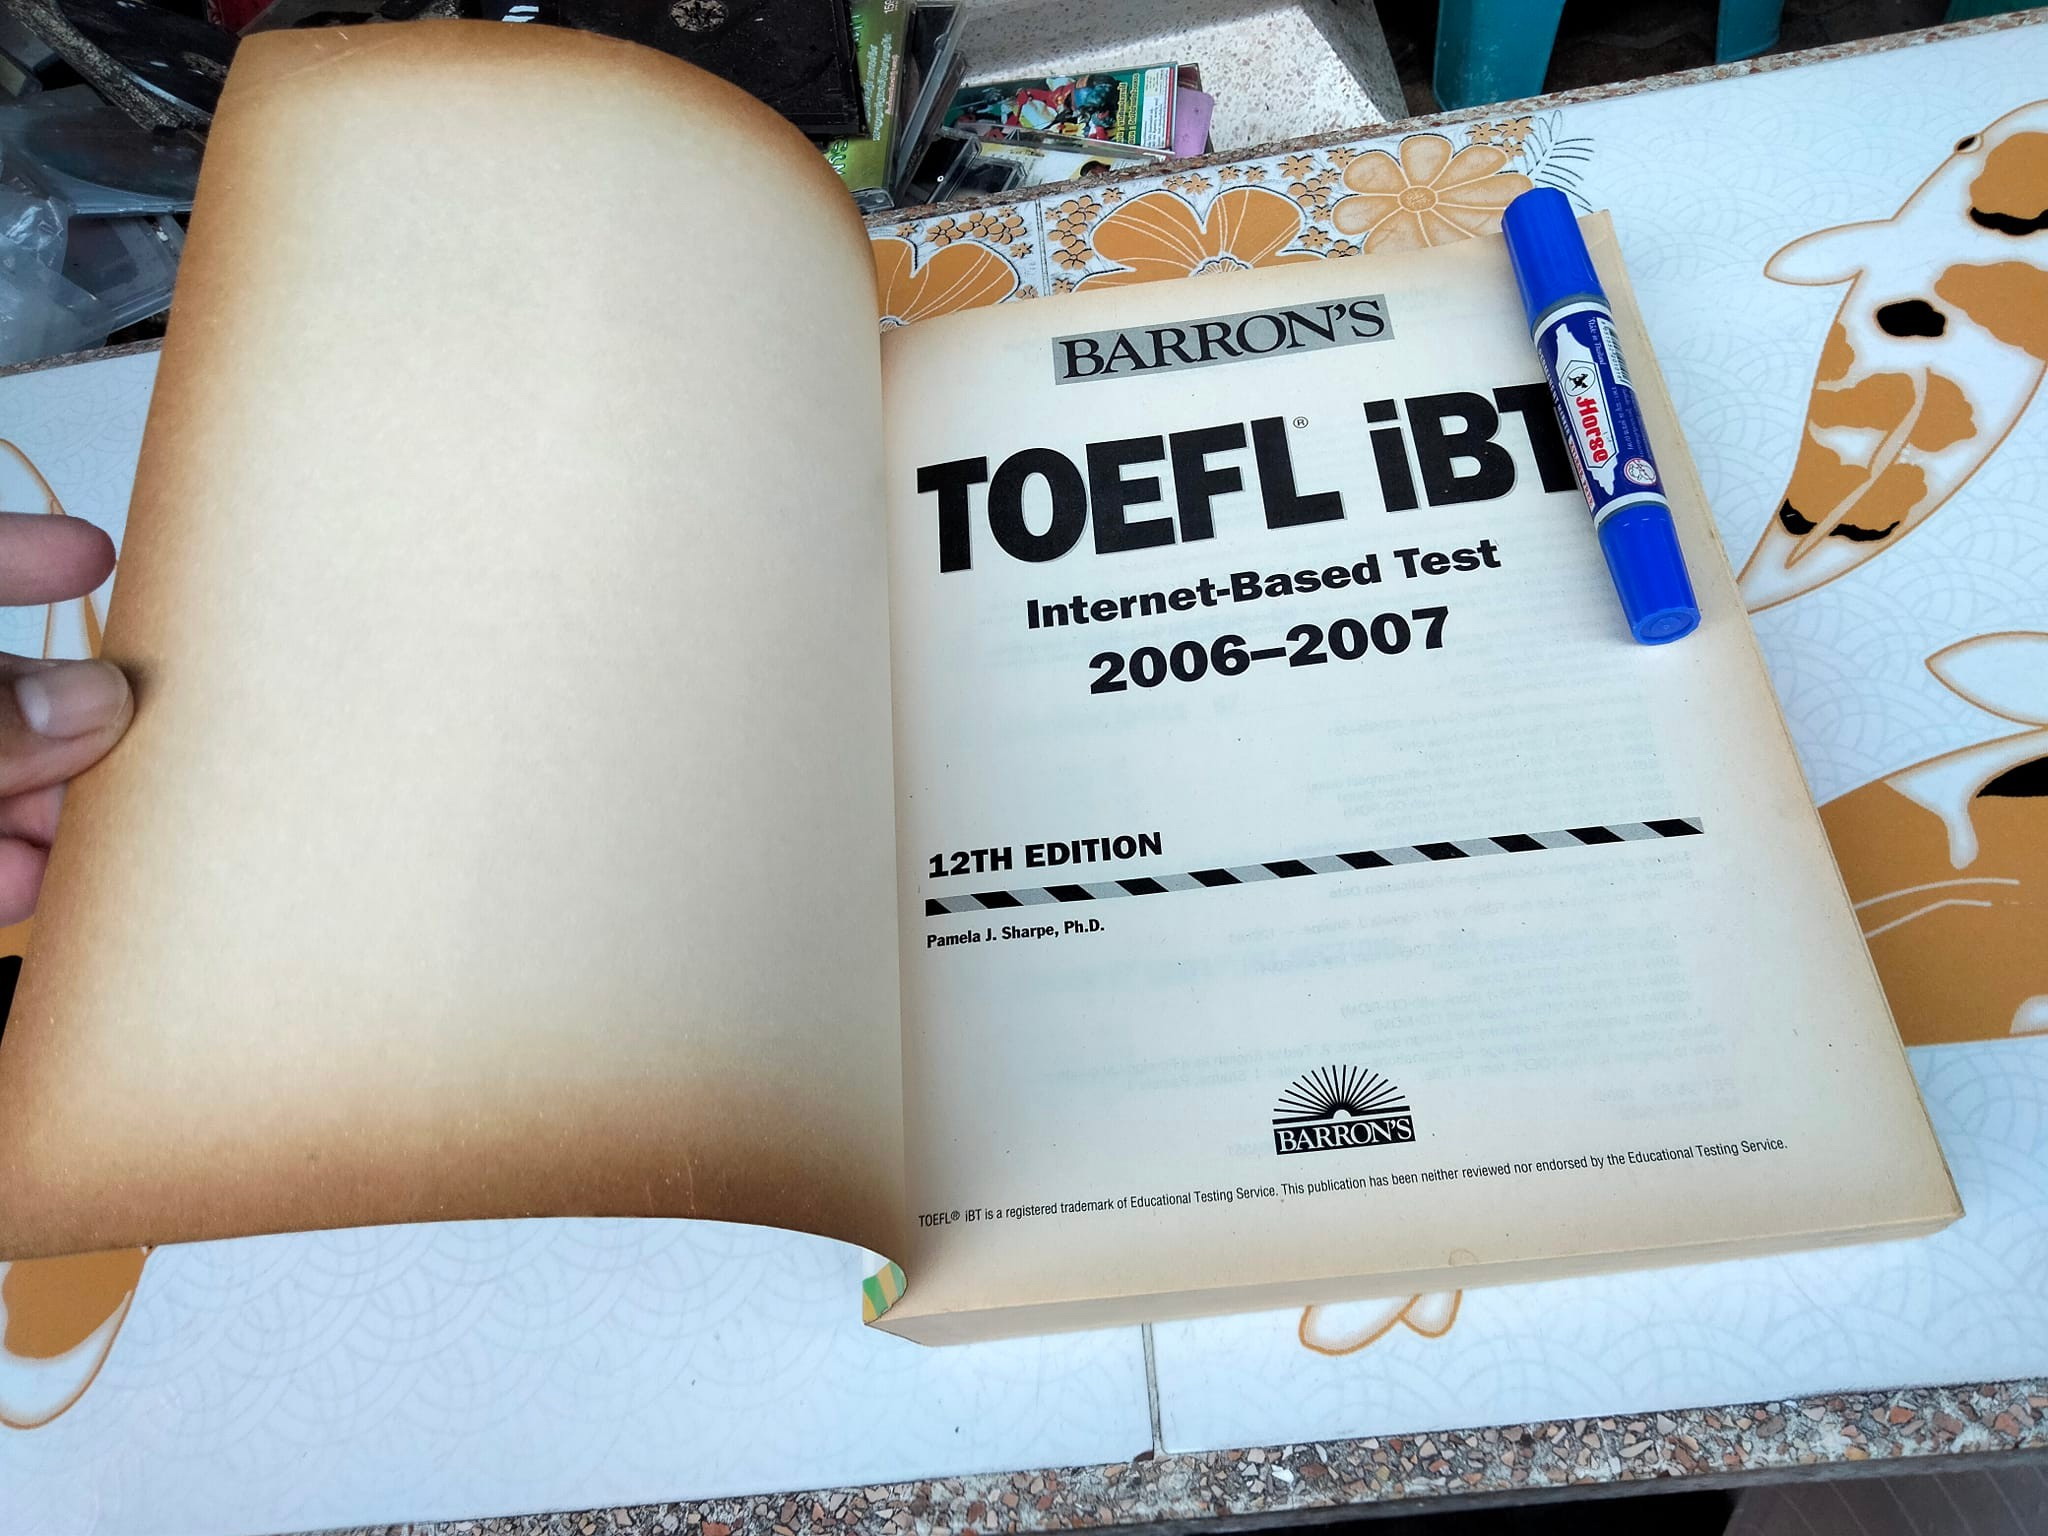 BARRON'S
TOEFL® iBT
Internet-Based Test
2006–2007
12TH EDITION
Pamela J. Sharpe, Ph.D.
BARRON'S
TOEFL® iBT is a registered trademark of Educational Testing Service. This publication has been neither reviewed nor endorsed by the Educational Testing Service.
Horse